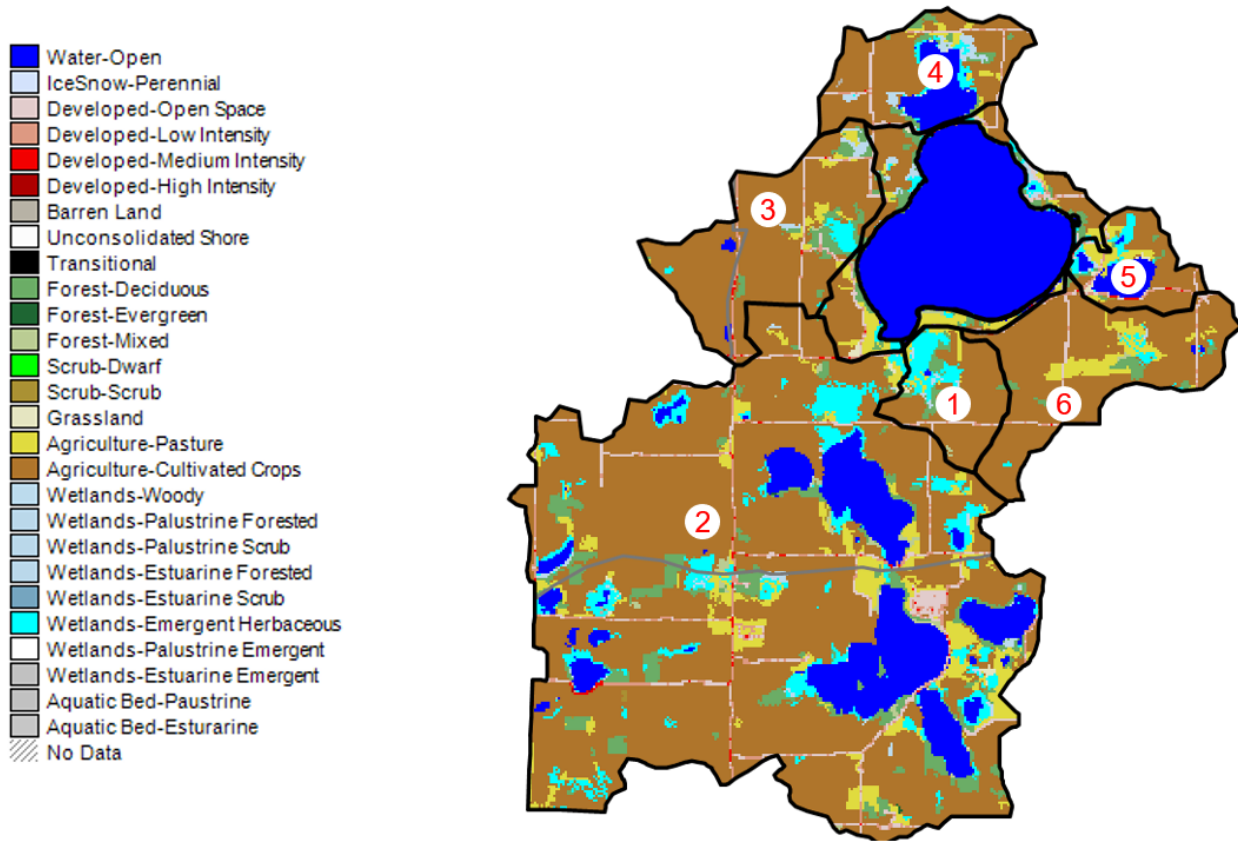 Water-Open
IceSnow-Perennial
Developed-Open Space
Developed-Low Intensity
Developed-Medium Intensity
Developed-High Intensity
Barren Land
Unconsolidated Shore
Transitional
Forest-Deciduous
Forest-Evergreen
Forest-Mixed
Scrub-Dwarf
Scrub-Scrub
Grassland
Agriculture-Pasture
Agriculture-Cultivated Crops
Wetlands-Woody
Wetlands-Palustrine Forested
Wetlands-Palustrine Scrub
Wetlands-Estuarine Forested
Wetlands-Estuarine Scrub
Wetlands-Emergent Herbaceous
Wetlands-Palustrine Emergent
Wetlands-Estuarine Emergent
Aquatic Bed-Paustrine
Aquatic Bed-Esturarine
No Data
4
3
5
1
6
2